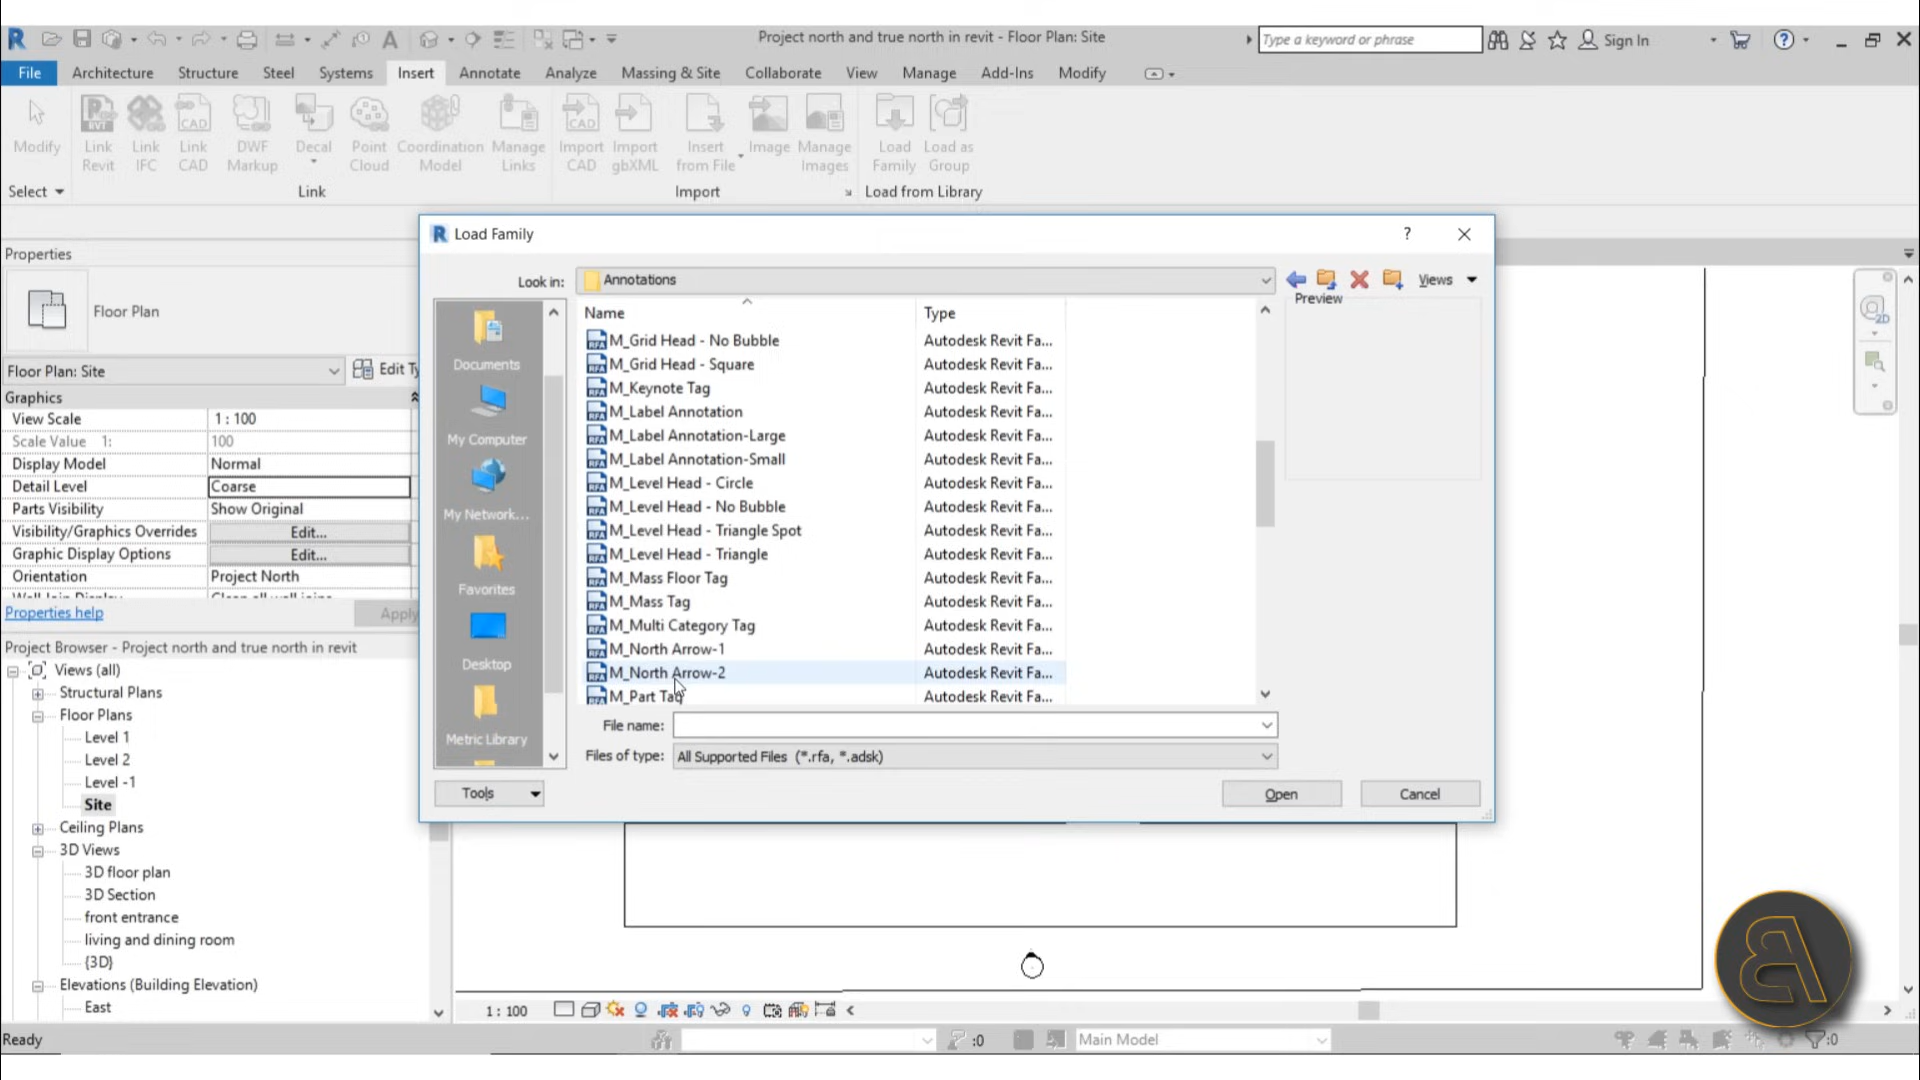 Project north and true north in revit - Floor Plan: Site
Type a keyword or phrase
Sign In
File Architecture Structure Steel Systems Insert Annotate Analyze Massing & Site Collaborate View Manage Add-Ins Modify
Modify
Link Revit
Link IFC
Link CAD
DWF Markup
Decal
Point Cloud
Coordination Model
Manage Links
Import CAD
Import gbXML
Insert from File
Image
Manage Images
Load Family
Load as Group
Select
Link
Import
Load from Library
Properties
Floor Plan
Floor Plan: Site
Edit Ty
Graphics
View Scale 1 : 100
Scale Value 1: 100
Display Model Normal
Detail Level Coarse
Parts Visibility Show Original
Visibility/Graphics Overrides Edit...
Graphic Display Options Edit...
Orientation Project North
Properties help
Apply
Project Browser - Project north and true north in revit
Views (all)
Structural Plans
Floor Plans
Level 1
Level 2
Level -1
Site
Ceiling Plans
3D Views
3D floor plan
3D Section
front entrance
living and dining room
{3D}
Elevations (Building Elevation)
East
Load Family
Look in: Annotations
Views
Preview
Documents
My Computer
My Network...
Favorites
Desktop
Metric Library
Name Type
M_Grid Head - No Bubble Autodesk Revit Fa...
M_Grid Head - Square Autodesk Revit Fa...
M_Keynote Tag Autodesk Revit Fa...
M_Label Annotation Autodesk Revit Fa...
M_Label Annotation-Large Autodesk Revit Fa...
M_Label Annotation-Small Autodesk Revit Fa...
M_Level Head - Circle Autodesk Revit Fa...
M_Level Head - No Bubble Autodesk Revit Fa...
M_Level Head - Triangle Spot Autodesk Revit Fa...
M_Level Head - Triangle Autodesk Revit Fa...
M_Mass Floor Tag Autodesk Revit Fa...
M_Mass Tag Autodesk Revit Fa...
M_Multi Category Tag Autodesk Revit Fa...
M_North Arrow-1 Autodesk Revit Fa...
M_North Arrow-2 Autodesk Revit Fa...
M_Part Tag Autodesk Revit Fa...
File name:
Files of type: All Supported Files (*.rfa, *.adsk)
Tools
Open
Cancel
1 : 100
Ready
:0
Main Model
:0